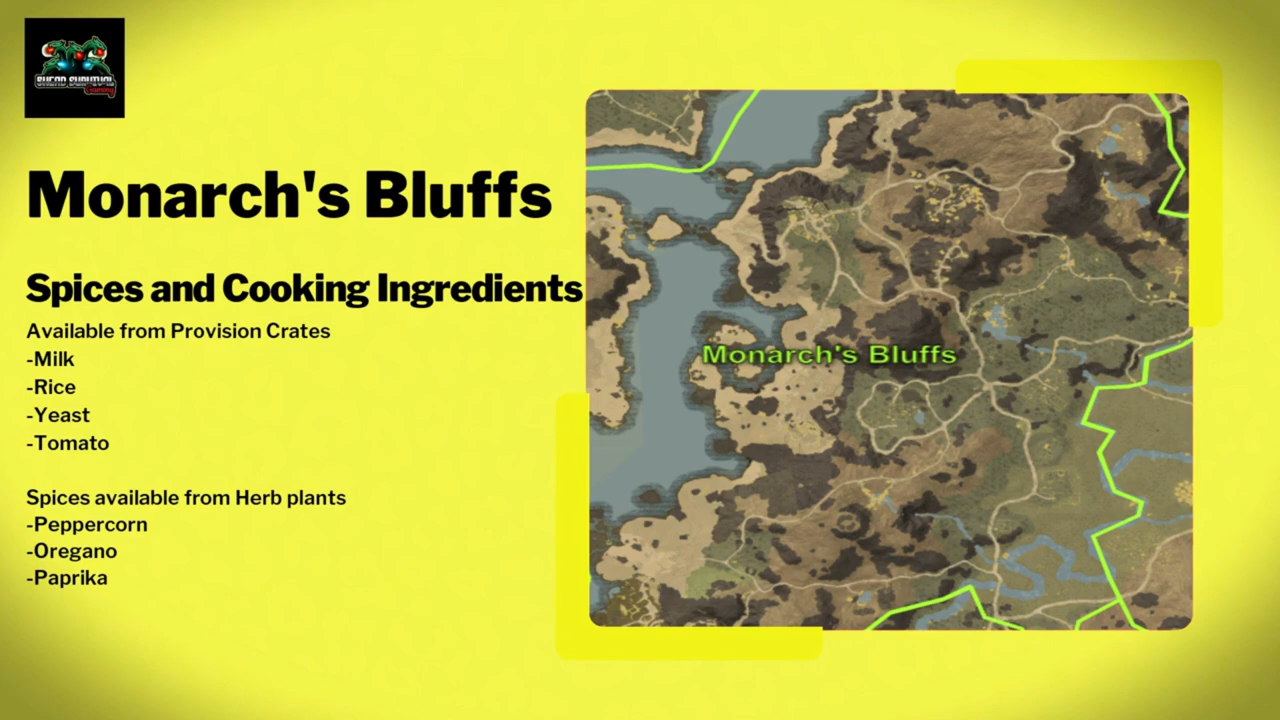 Monarch's Bluffs
Spices and Cooking Ingredients
Available from Provision Crates
-Milk
-Rice
-Yeast
-Tomato
Spices available from Herb plants
-Peppercorn
-Oregano
-Paprika
Monarch's Bluffs
Gaming